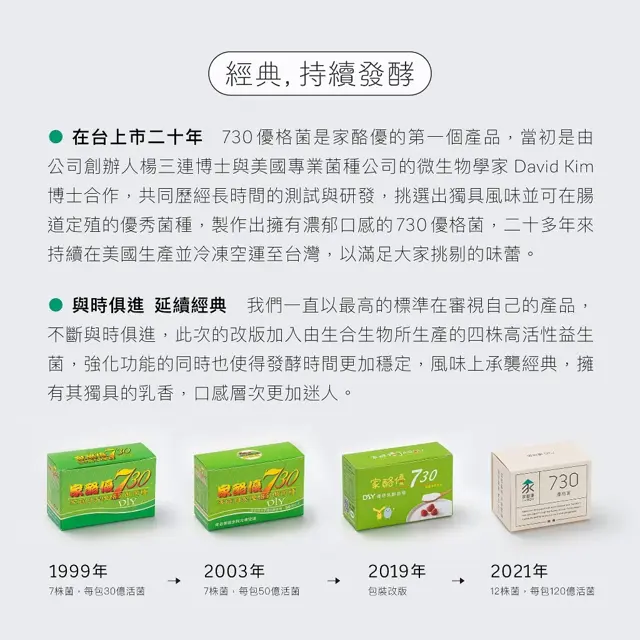 經典, 持續發酵
在台上市二十年 730優格菌是家酪優的第一個產品，當初是由
公司創辦人楊三連博士與美國專業菌種公司的微生物學家 David Kim
博士合作，共同歷經長時間的測試與研發，挑選出獨具風味並可在腸
道定殖的優秀菌種，製作出擁有濃郁口感的730優格菌，二十多年來
持續在美國生產並冷凍空運至台灣，以滿足大家挑剔的味蕾。
與時俱進 延續經典 我們一直以最高的標準在審視自己的產品，
不斷與時俱進，此次的改版加入由生合生物所生產的四株高活性益生
菌，強化功能的同時也使得發酵時間更加穩定，風味上承襲經典，擁
有其獨具的乳香，口感層次更加迷人。
家酪優730
DIY
家酪優730
DIY
家酪優730
DSY
家酪優
730
優格菌
1999年
7株菌，每包30億活菌
2003年
7株菌，每包50億活菌
2019年
包裝改版
2021年
12株菌，每包120億活菌